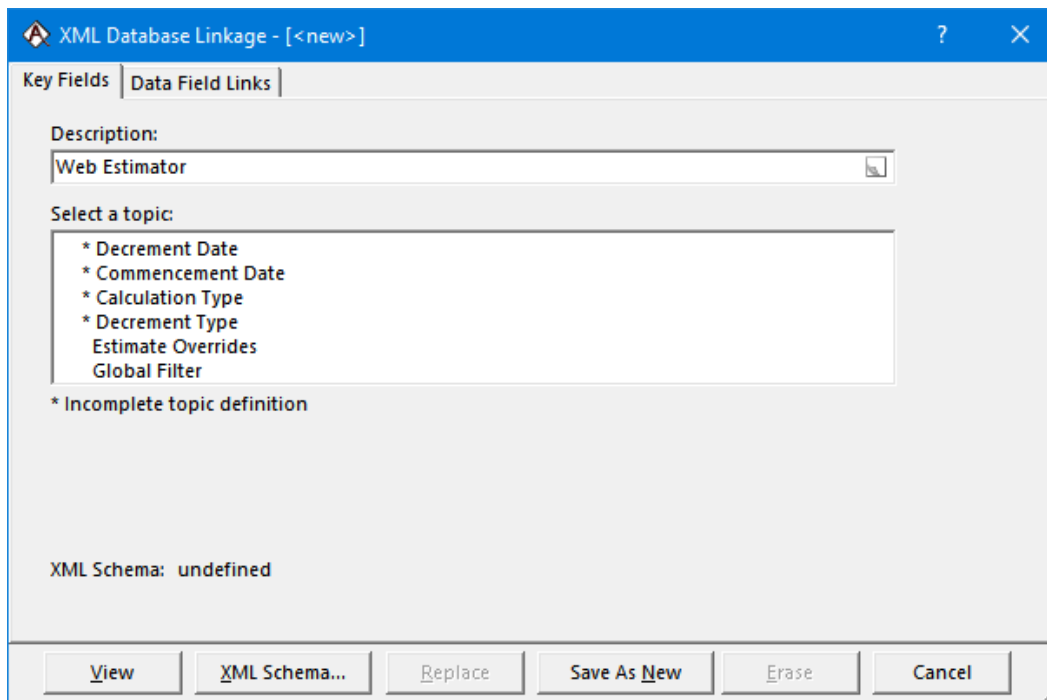 XML Database Linkage - [<new>] ? ×
Key Fields Data Field Links
Description:
Web Estimator
Select a topic:
* Decrement Date
* Commencement Date
* Calculation Type
* Decrement Type
Estimate Overrides
Global Filter
* Incomplete topic definition
XML Schema: undefined
View XML Schema... Replace Save As New Erase Cancel